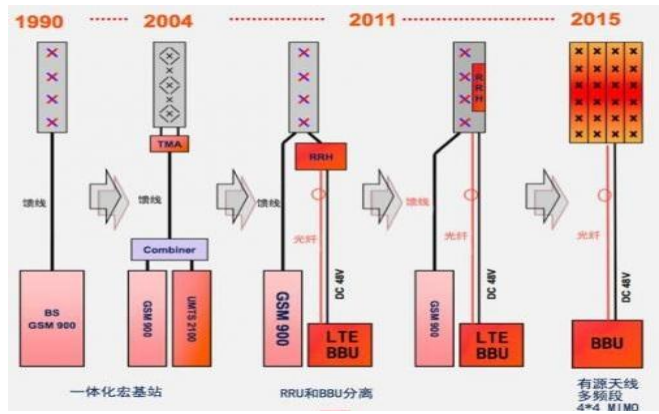 1990
2004
2011
2015
R
R
H
TMA
RRH
馈线
馈线
馈线
馈线
光纤
光纤
光纤
Combiner
DC 48V
DC 48V
DC 48V
BS
GSM 900
GSM 900
UMTS 2100
GSM 900
LTE
BBU
GSM 900
LTE
BBU
BBU
一体化宏基站
RRU和BBU分离
有源天线
多频段
4*4 MIMO